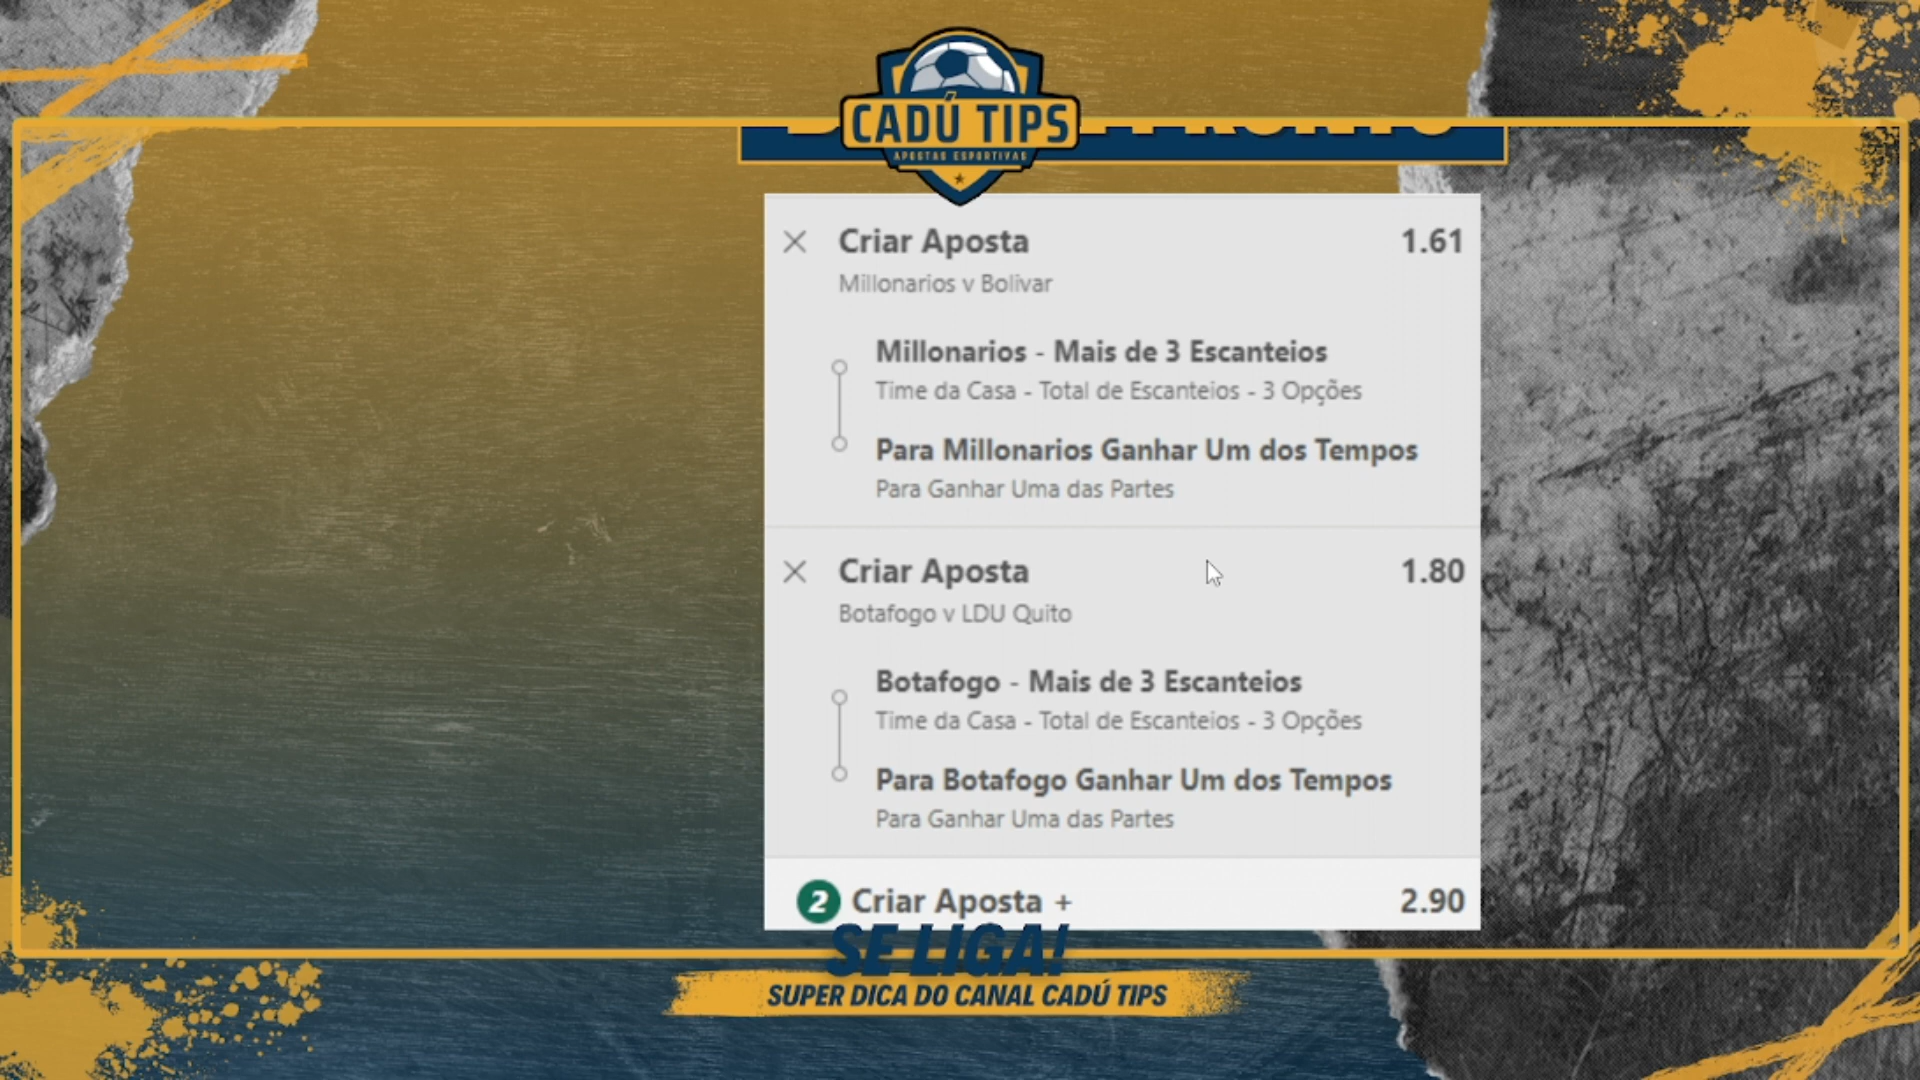 CADÚ TIPS
APOSTAS ESPORTIVAS
Criar Aposta 1.61
Millonarios v Bolivar
Millonarios - Mais de 3 Escanteios
Time da Casa - Total de Escanteios - 3 Opções
Para Millonarios Ganhar Um dos Tempos
Para Ganhar Uma das Partes
Criar Aposta 1.80
Botafogo v LDU Quito
Botafogo - Mais de 3 Escanteios
Time da Casa - Total de Escanteios - 3 Opções
Para Botafogo Ganhar Um dos Tempos
Para Ganhar Uma das Partes
2 Criar Aposta + 2.90
SE LIGA!
SUPER DICA DO CANAL CADÚ TIPS